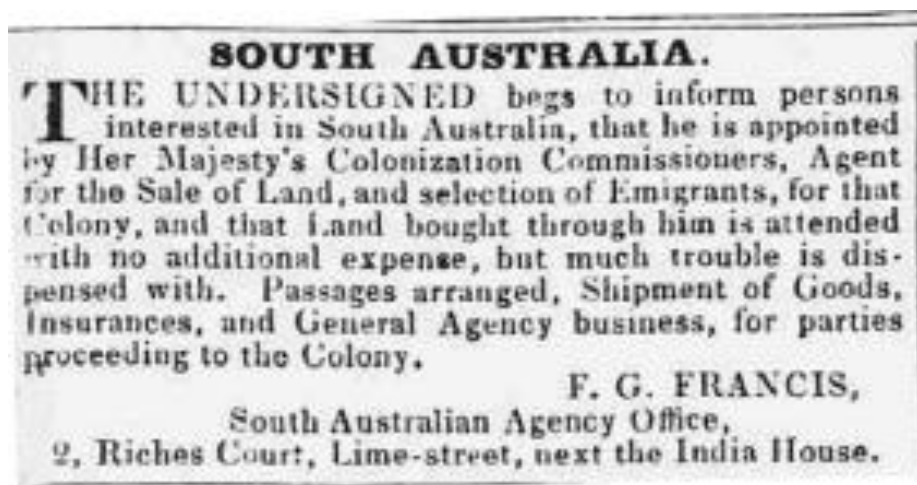 SOUTH AUSTRALIA.
THE UNDERSIGNED begs to inform persons
interested in South Australia, that he is appointed
by Her Majesty's Colonization Commissioners, Agent
for the Sale of Land, and selection of Emigrants, for that
Colony, and that Land bought through him is attended
with no additional expense, but much trouble is dis-
pensed with. Passages arranged, Shipment of Goods,
Insurances, and General Agency business, for parties
proceeding to the Colony.
F. G. FRANCIS,
South Australian Agency Office,
2, Riches Court, Lime-street, next the India House.